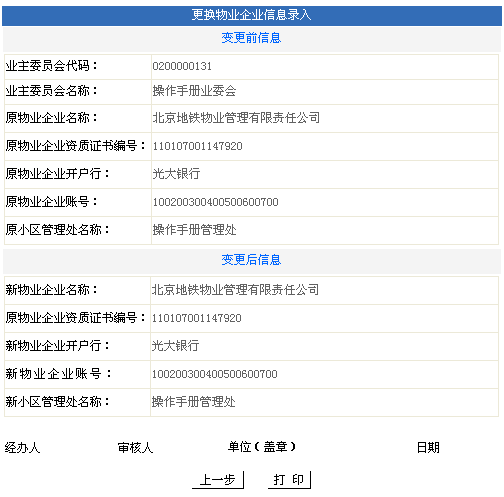 更换物业企业信息录入
变更前信息
业主委员会代码： 0200000131
业主委员会名称： 操作手册业委会
原物业企业名称： 北京地铁物业管理有限责任公司
原物业企业资质证书编号： 110107001147920
原物业企业开户行： 光大银行
原物业企业账号： 100200300400500600700
原小区管理处名称： 操作手册管理处
变更后信息
新物业企业名称： 北京地铁物业管理有限责任公司
原物业企业资质证书编号： 110107001147920
新物业企业开户行： 光大银行
新物业企业账号： 100200300400500600700
新小区管理处名称： 操作手册管理处
经办人 审核人 单位（盖章） 日期
上一步 打 印